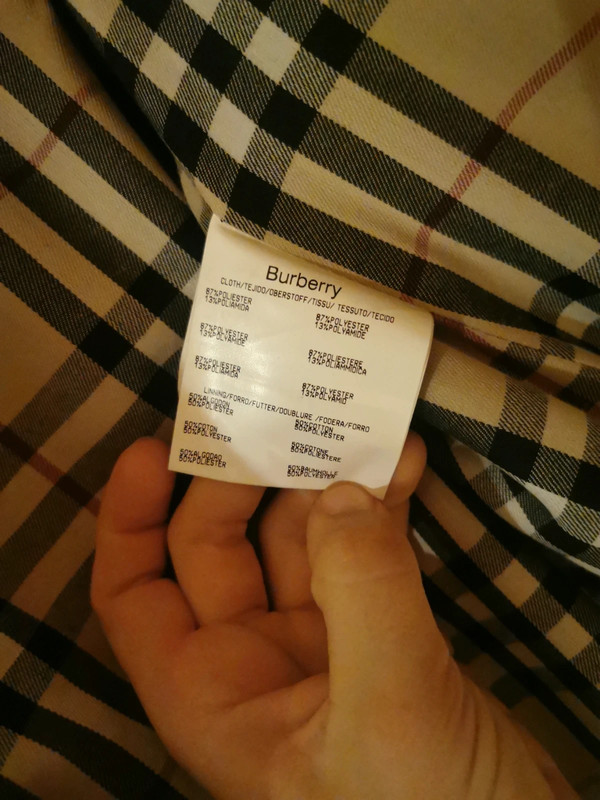 Burberry
CLOTH/TEJIDO/OBERSTOFF/TISSU/ TESSUTO/TECIDO
87%POLIESTER
13%POLIAMIDA
87%POLYESTER
13%POLYAMIDE
87%POLYESTER
13%POLYAMIDE
87%POLIESTERE
13%POLIAMMIDICA
87%POLIESTER
13%POLIAMIDA
87%POLYESTER
13%POLYAMID
LINNING/FORRO/FUTTER/DOUBLURE /FODERA/FORRO
50%ALGODON
50%POLIESTER
50%COTTON
50%POLYESTER
50%COTON
50%POLYESTER
50%COTONE
50%POLIESTERE
50%ALGODAO
50%POLIESTER
50%BAUMWOLLE
50%POLYESTER